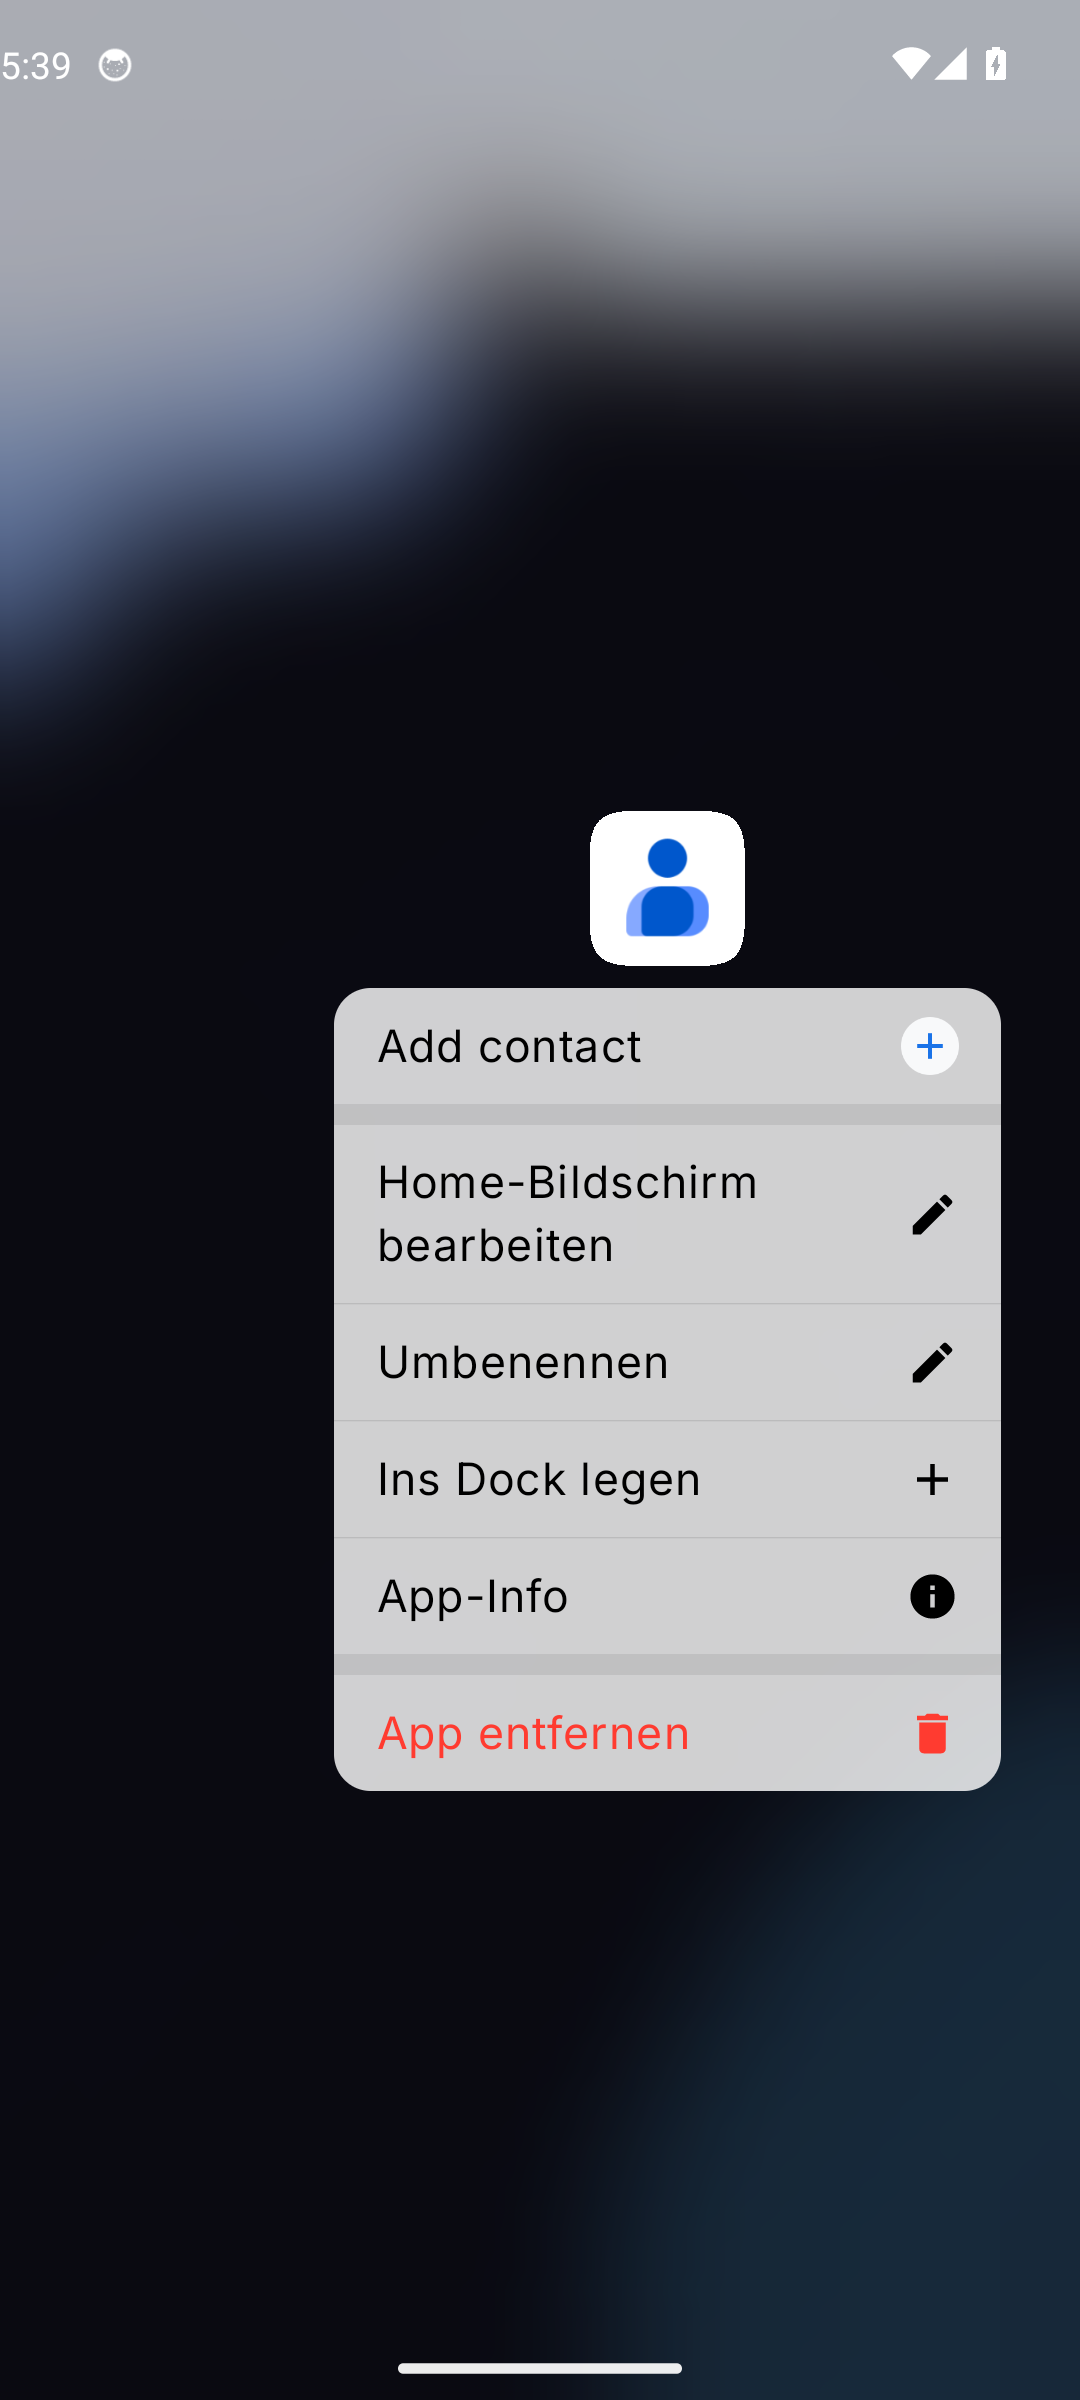 5:39
Add contact
Home-Bildschirm
bearbeiten
Umbenennen
Ins Dock legen
App-Info
App entfernen